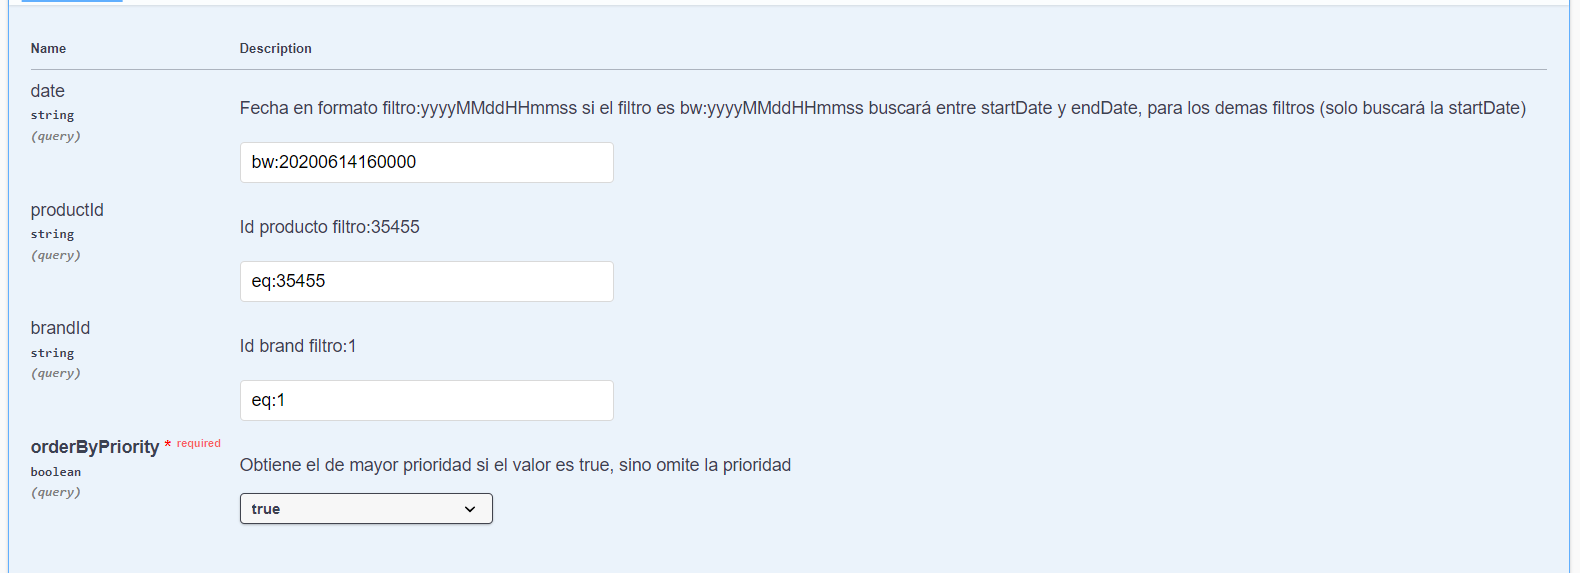 Name Description
date
string
(query)
Fecha en formato filtro:yyyyMMddHHmmss si el filtro es bw:yyyyMMddHHmmss buscará entre startDate y endDate, para los demas filtros (solo buscará la startDate)
bw:20200614160000
productId
string
(query)
Id producto filtro:35455
eq:35455
brandId
string
(query)
Id brand filtro:1
eq:1
orderByPriority * required
boolean
(query)
Obtiene el de mayor prioridad si el valor es true, sino omite la prioridad
true